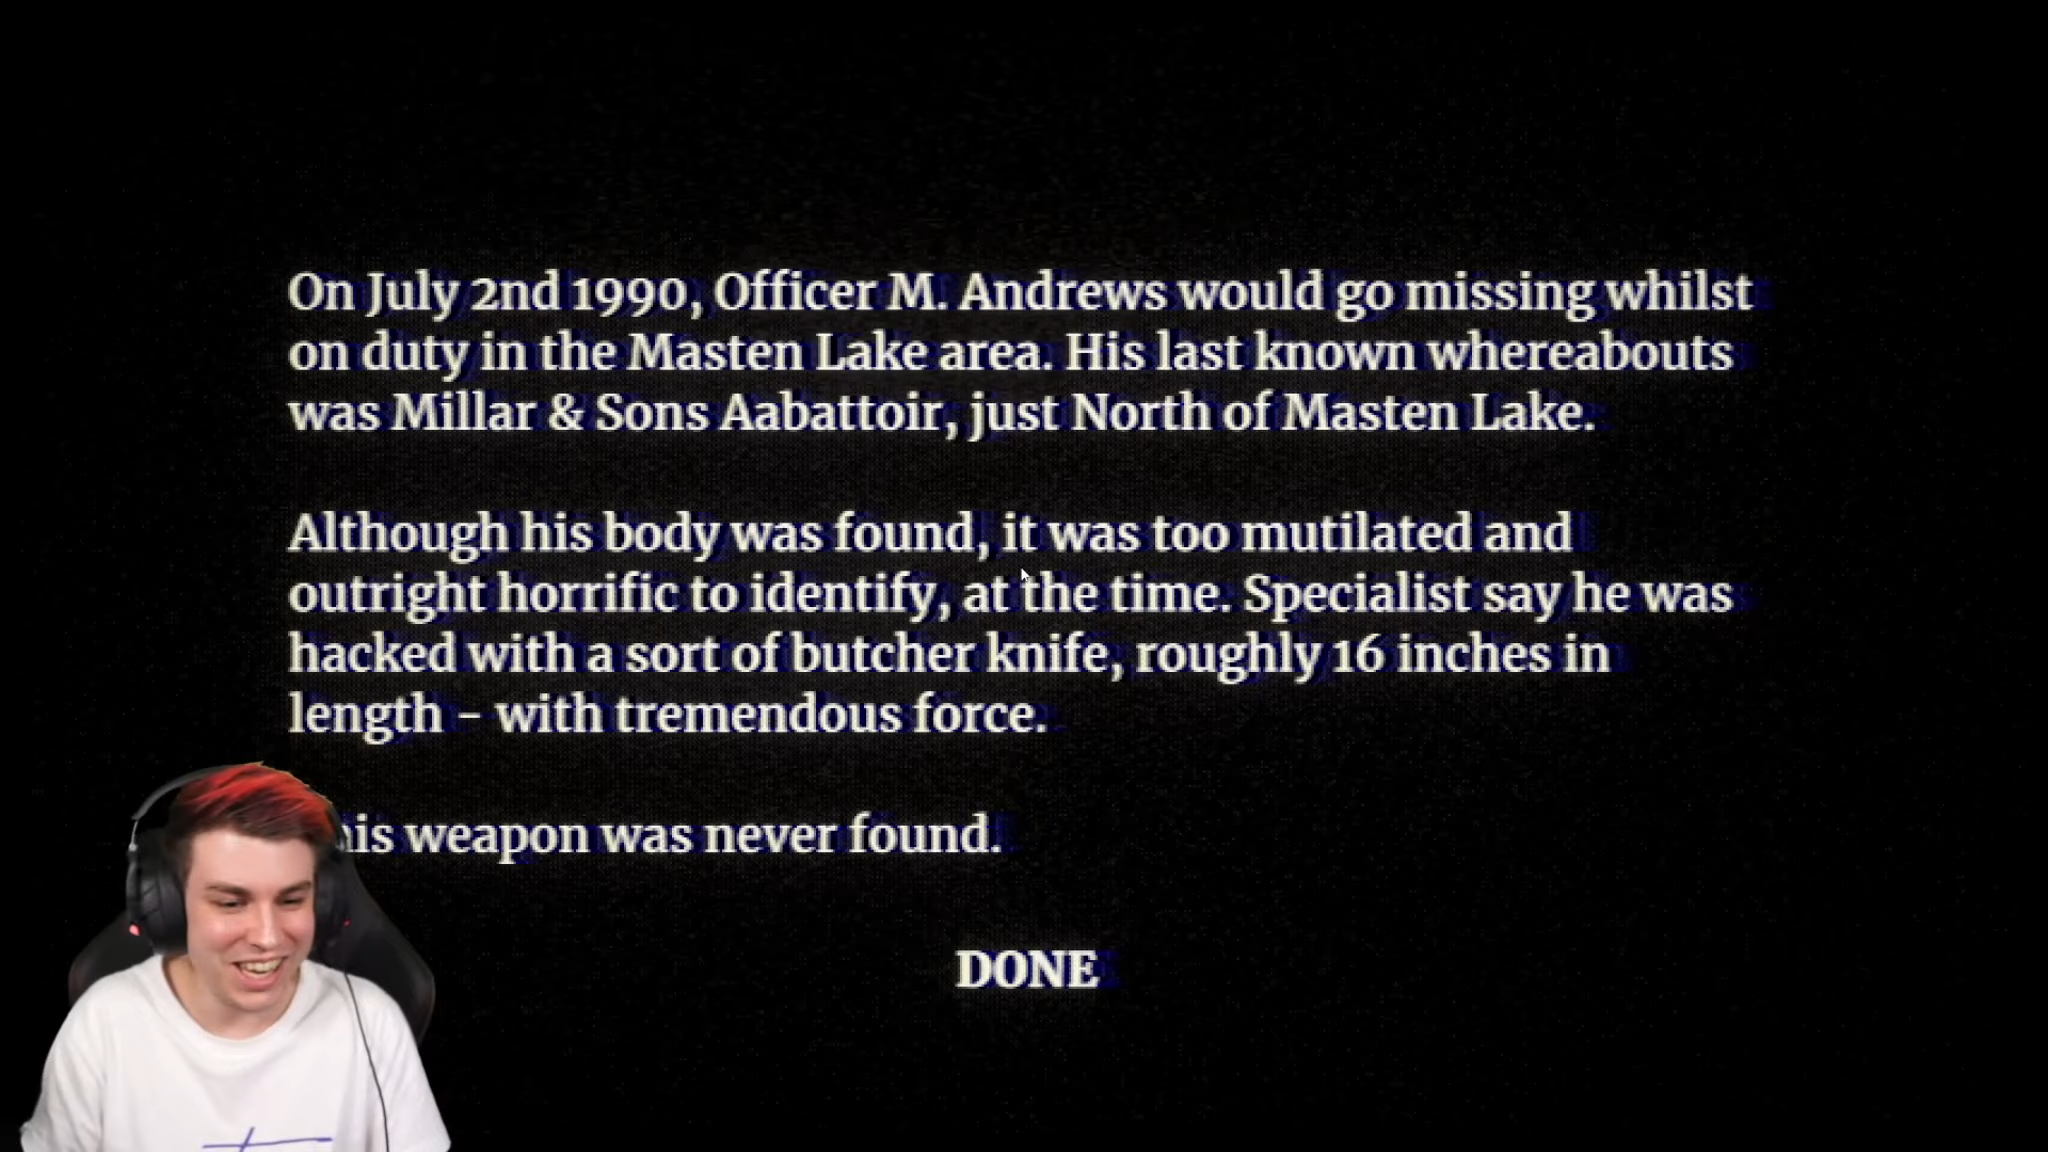 On July 2nd 1990, Officer M. Andrews would go missing whilst
on duty in the Masten Lake area. His last known whereabouts
was Millar & Sons Aabattoir, just North of Masten Lake.
Although his body was found, it was too mutilated and
outright horrific to identify, at the time. Specialist say he was
hacked with a sort of butcher knife, roughly 16 inches in
length - with tremendous force.
weapon was never found.
DONE